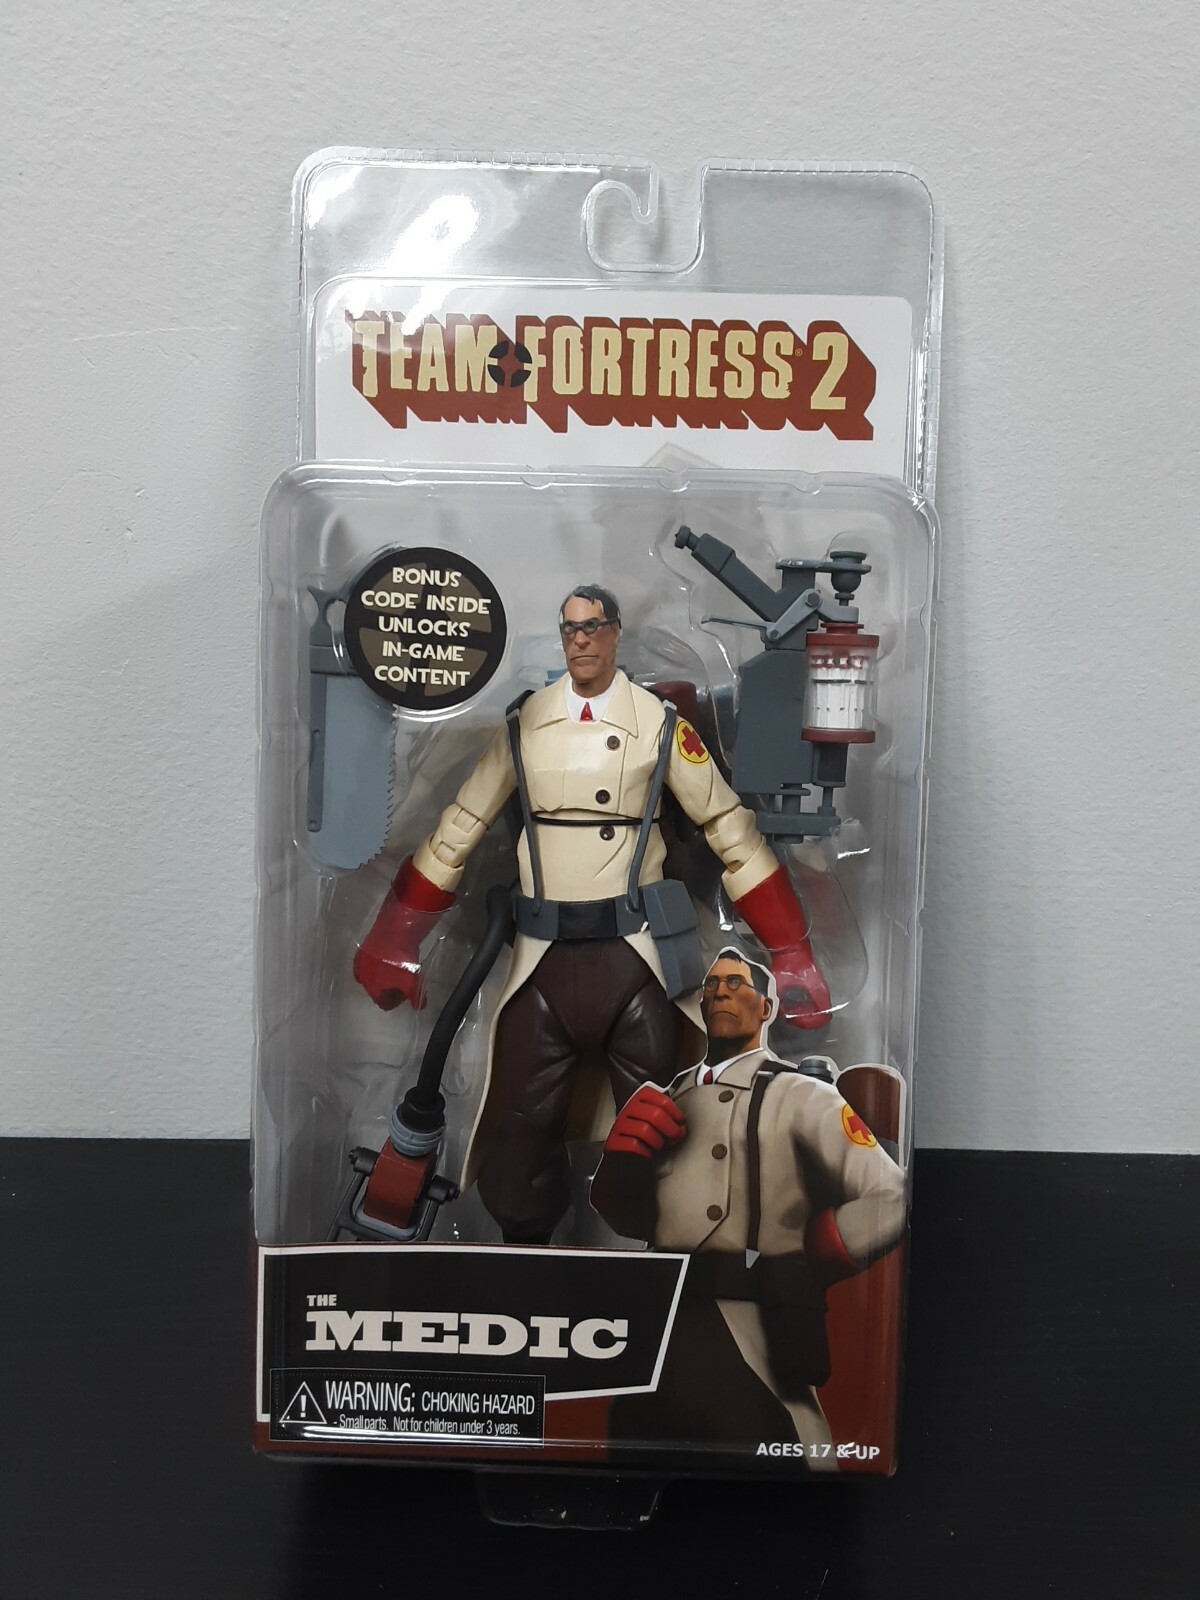 TEAM FORTRESS® 2
BONUS
CODE INSIDE
UNLOCKS
IN-GAME
CONTENT
THE
MEDIC
WARNING: CHOKING HAZARD
- Small parts. Not for children under 3 years.
AGES 17 & UP